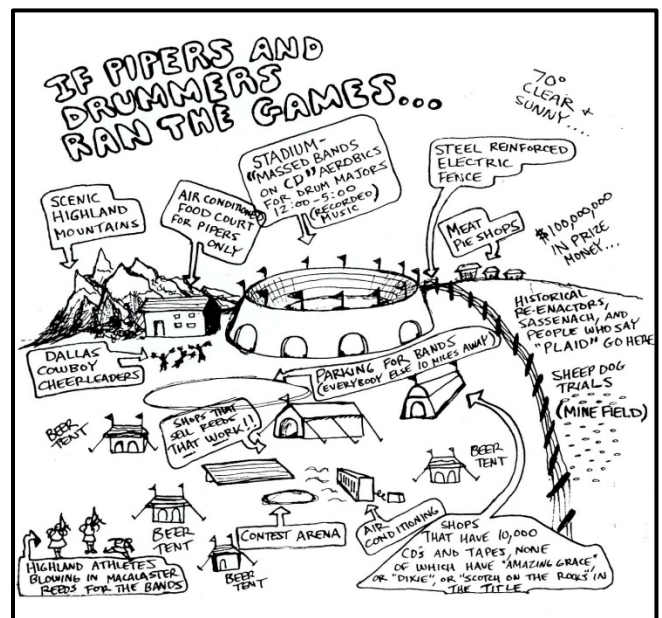 IF PIPERS AND
DRUMMERS
RAN THE GAMES...
70°
CLEAR +
SUNNY....
STADIUM-
"MASSED BANDS
ON CD" AEROBICS
FOR DRUM MAJORS
12:00-5:00
(RECORDED
MUSIC)
STEEL REINFORCED
ELECTRIC
FENCE
SCENIC
HIGHLAND
MOUNTAINS
AIR CONDITIONED
FOOD COURT
FOR PIPERS
ONLY
MEAT
PIE SHOPS
$100,000,000
IN PRIZE
MONEY...
HISTORICAL
RE-ENACTORS,
SASSENACH, AND
PEOPLE WHO SAY
"PLAID" GO HERE
DALLAS
COWBOY
CHEERLEADERS
PARKING FOR BANDS
(EVERYBODY ELSE 10 MILES AWAY)
SHEEP DOG
TRIALS
(MINE FIELD)
BEER
TENT
SHOPS THAT
SELL REEDS
THAT WORK!!
BEER
TENT
BEER
TENT
CONTEST ARENA
AIR
CONDITIONING
BEER
TENT
SHOPS
THAT HAVE 10,000
CD'S AND TAPES, NONE
OF WHICH HAVE "AMAZING GRACE",
OR "DIXIE", OR "SCOTCH ON THE ROCKS" IN
THE TITLE
HIGHLAND ATHLETES
BLOWING IN MACALASTER
REEDS FOR THE BANDS